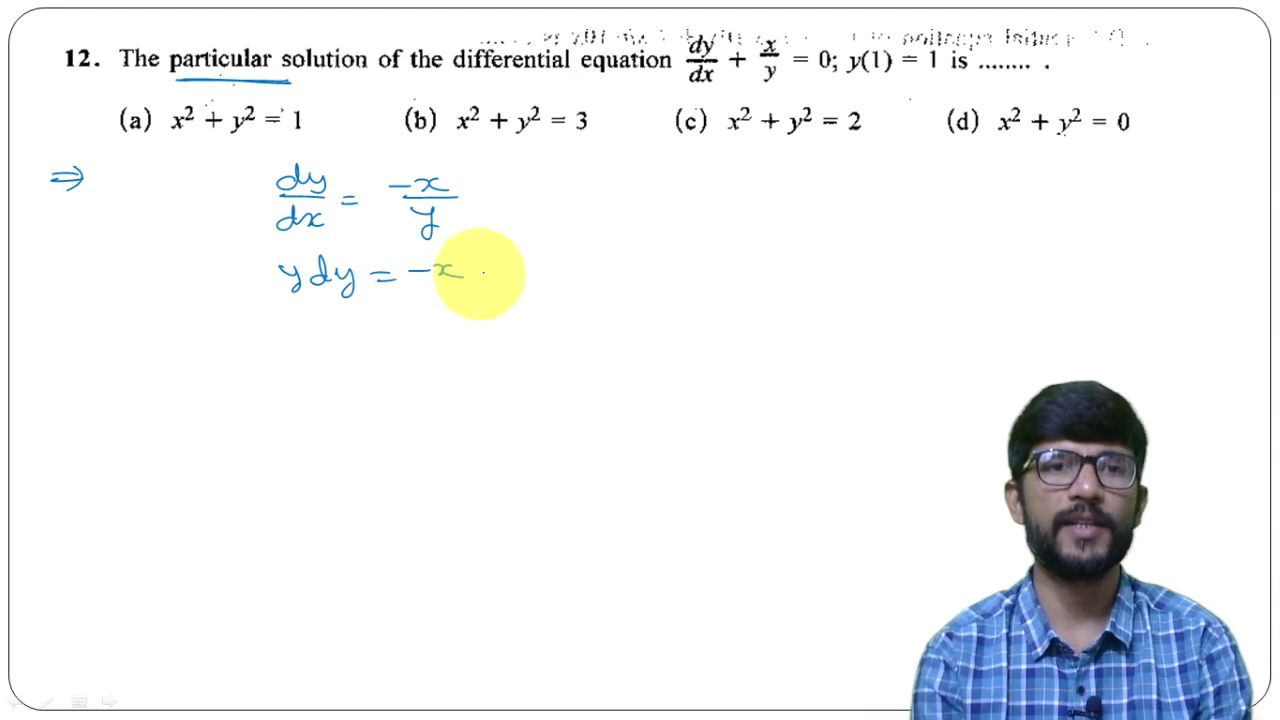 12. The particular solution of the differential equation dy/dx + x/y = 0; y(1) = 1 is ........ .
(a) x² + y² = 1 (b) x² + y² = 3 (c) x² + y² = 2 (d) x² + y² = 0
⇒ dy/dx = -x/y
y dy = -x